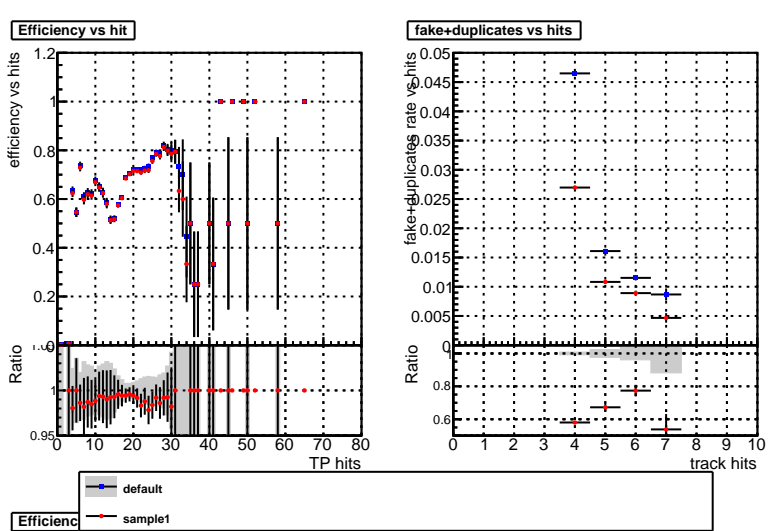 Efficiency vs hit
fake+duplicates vs hits
efficiency vs hits
1.2
1
0.8
0.6
0.4
0.2
0
Ratio
1
0.95
0 10 20 30 40 50 60 70 80
TP hits
fake+duplicates rate vs hits
0.05
0.045
0.04
0.035
0.03
0.025
0.02
0.015
0.01
0.005
0
Ratio
1
0.8
0.6
0 1 2 3 4 5 6 7 8 9 10
track hits
default
sample1
Efficienc